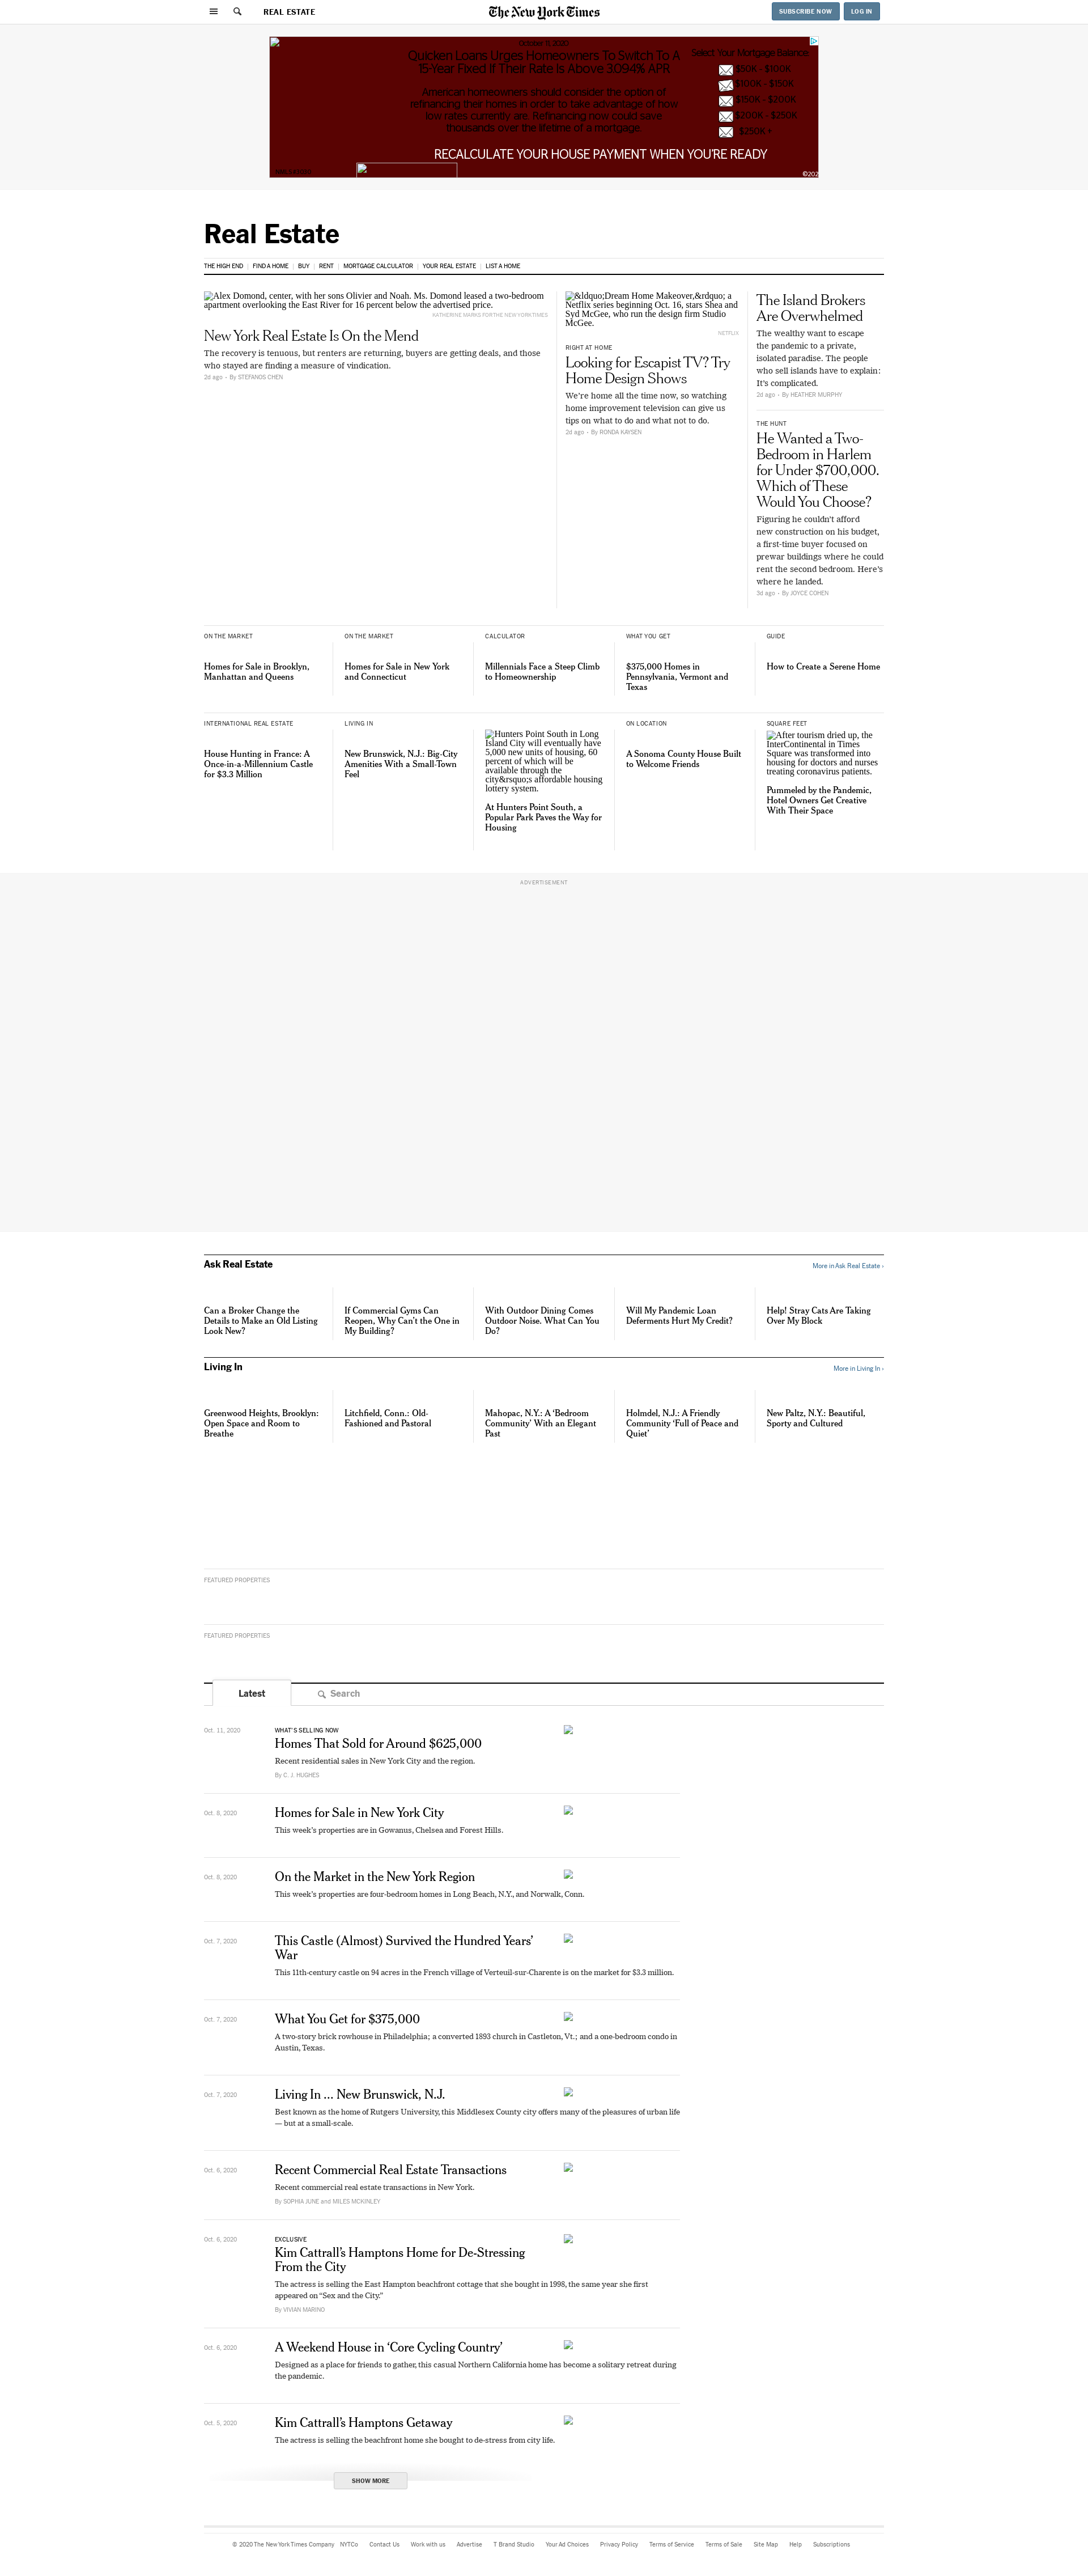 REAL ESTATE
The New York Times
SUBSCRIBE NOW
LOG IN
October 11, 2020
Quicken Loans Urges Homeowners To Switch To A
15-Year Fixed If Their Rate Is Above 3.094% APR
American homeowners should consider the option of
refinancing their homes in order to take advantage of how
low rates currently are. Refinancing now could save
thousands over the lifetime of a mortgage.
Select Your Mortgage Balance:
$50K - $100K
$100K - $150K
$150K - $200K
$200K - $250K
$250K +
RECALCULATE YOUR HOUSE PAYMENT WHEN YOU'RE READY
©202
Real Estate
THE HIGH END
FIND A HOME
BUY
RENT
MORTGAGE CALCULATOR
YOUR REAL ESTATE
LIST A HOME
Alex Domond, center, with her sons Olivier and Noah. Ms. Domond leased a two-bedroom
apartment overlooking the East River for 16 percent below the advertised price.
KATHERINE MARKS FOR THE NEW YORK TIMES
New York Real Estate Is On the Mend
The recovery is tenuous, but renters are returning, buyers are getting deals, and those
who stayed are finding a measure of vindication.
2d ago • By STEFANOS CHEN
&ldquo;Dream Home Makeover,&rdquo; a
Netflix series beginning Oct. 16, stars Shea and
Syd McGee, who run the design firm Studio
McGee.
NETFLIX
RIGHT AT HOME
Looking for Escapist TV? Try
Home Design Shows
We're home all the time now, so watching
home improvement television can give us
tips on what to do and what not to do.
2d ago • By RONDA KAYSEN
The Island Brokers
Are Overwhelmed
The wealthy want to escape
the pandemic to a private,
isolated paradise. The people
who sell islands have to explain:
It's complicated.
2d ago • By HEATHER MURPHY
THE HUNT
He Wanted a Two-
Bedroom in Harlem
for Under $700,000.
Which of These
Would You Choose?
Figuring he couldn't afford
new construction on his budget,
a first-time buyer focused on
prewar buildings where he could
rent the second bedroom. Here's
where he landed.
3d ago • By JOYCE COHEN
ON THE MARKET
Homes for Sale in Brooklyn,
Manhattan and Queens
ON THE MARKET
Homes for Sale in New York
and Connecticut
CALCULATOR
Millennials Face a Steep Climb
to Homeownership
WHAT YOU GET
$375,000 Homes in
Pennsylvania, Vermont and
Texas
GUIDE
How to Create a Serene Home
INTERNATIONAL REAL ESTATE
House Hunting in France: A
Once-in-a-Millennium Castle
for $3.3 Million
LIVING IN
New Brunswick, N.J.: Big-City
Amenities With a Small-Town
Feel
Hunters Point South in Long
Island City will eventually have
5,000 new units of housing, 60
percent of which will be
available through the
city&rsquo;s affordable housing
lottery system.
At Hunters Point South, a
Popular Park Paves the Way for
Housing
ON LOCATION
A Sonoma County House Built
to Welcome Friends
SQUARE FEET
After tourism dried up, the
InterContinental in Times
Square was transformed into
housing for doctors and nurses
treating coronavirus patients.
Pummeled by the Pandemic,
Hotel Owners Get Creative
With Their Space
ADVERTISEMENT
Ask Real Estate
More in Ask Real Estate ›
Can a Broker Change the
Details to Make an Old Listing
Look New?
If Commercial Gyms Can
Reopen, Why Can't the One in
My Building?
With Outdoor Dining Comes
Outdoor Noise. What Can You
Do?
Will My Pandemic Loan
Deferments Hurt My Credit?
Help! Stray Cats Are Taking
Over My Block
Living In
More in Living In ›
Greenwood Heights, Brooklyn:
Open Space and Room to
Breathe
Litchfield, Conn.: Old-
Fashioned and Pastoral
Mahopac, N.Y.: A 'Bedroom
Community' With an Elegant
Past
Holmdel, N.J.: A Friendly
Community 'Full of Peace and
Quiet'
New Paltz, N.Y.: Beautiful,
Sporty and Cultured
FEATURED PROPERTIES
FEATURED PROPERTIES
Latest
Search
Oct. 11, 2020
WHAT'S SELLING NOW
Homes That Sold for Around $625,000
Recent residential sales in New York City and the region.
By C. J. HUGHES
Oct. 8, 2020
Homes for Sale in New York City
This week's properties are in Gowanus, Chelsea and Forest Hills.
Oct. 8, 2020
On the Market in the New York Region
This week's properties are four-bedroom homes in Long Beach, N.Y., and Norwalk, Conn.
Oct. 7, 2020
This Castle (Almost) Survived the Hundred Years'
War
This 11th-century castle on 94 acres in the French village of Verteuil-sur-Charente is on the market for $3.3 million.
Oct. 7, 2020
What You Get for $375,000
A two-story brick rowhouse in Philadelphia; a converted 1893 church in Castleton, Vt.; and a one-bedroom condo in
Austin, Texas.
Oct. 7, 2020
Living In ... New Brunswick, N.J.
Best known as the home of Rutgers University, this Middlesex County city offers many of the pleasures of urban life
— but at a small-scale.
Oct. 6, 2020
Recent Commercial Real Estate Transactions
Recent commercial real estate transactions in New York.
By SOPHIA JUNE and MILES MCKINLEY
Oct. 6, 2020
EXCLUSIVE
Kim Cattrall's Hamptons Home for De-Stressing
From the City
The actress is selling the East Hampton beachfront cottage that she bought in 1998, the same year she first
appeared on "Sex and the City."
By VIVIAN MARINO
Oct. 6, 2020
A Weekend House in 'Core Cycling Country'
Designed as a place for friends to gather, this casual Northern California home has become a solitary retreat during
the pandemic.
Oct. 5, 2020
Kim Cattrall's Hamptons Getaway
The actress is selling the beachfront home she bought to de-stress from city life.
SHOW MORE
© 2020 The New York Times Company
NYTCo
Contact Us
Work with us
Advertise
T Brand Studio
Your Ad Choices
Privacy Policy
Terms of Service
Terms of Sale
Site Map
Help
Subscriptions